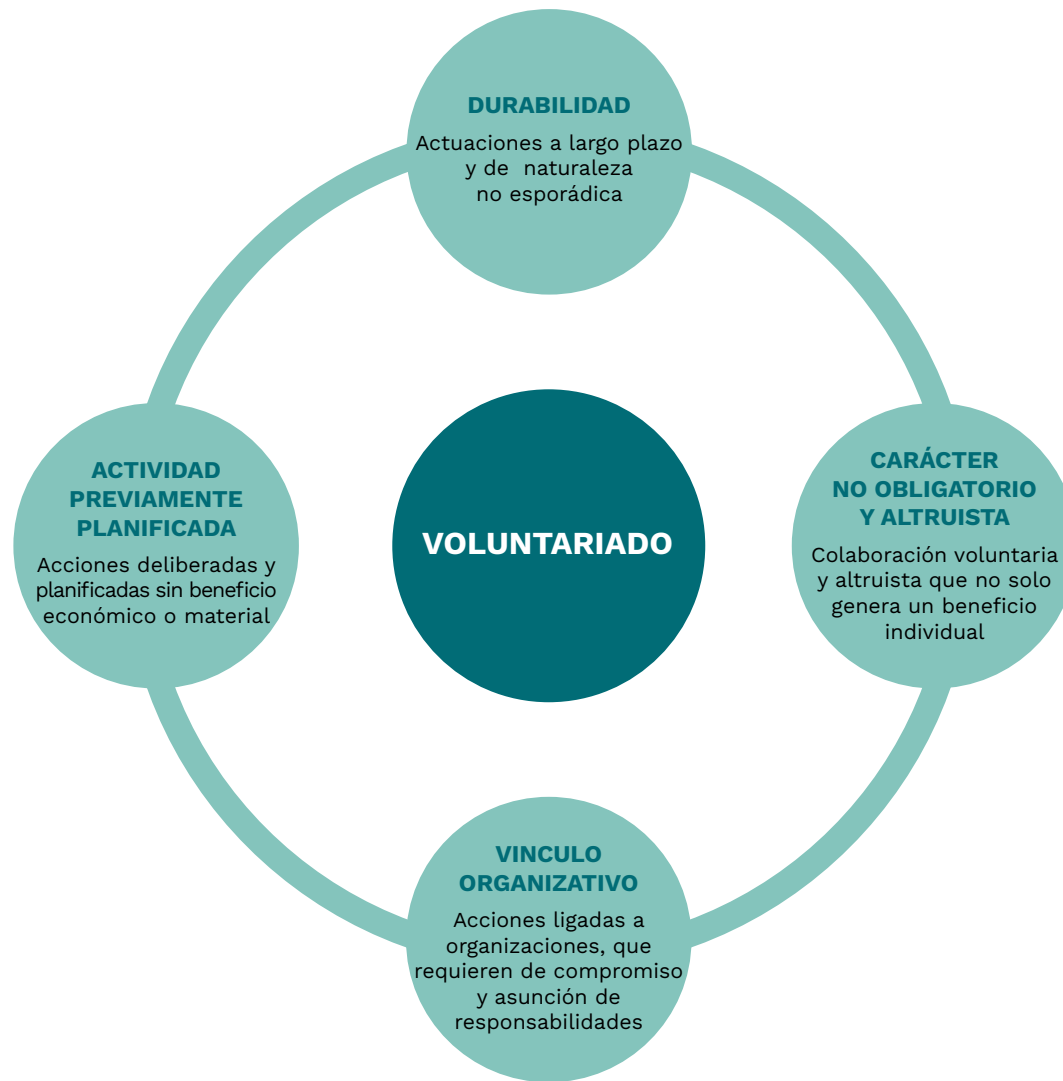 DURABILIDAD
Actuaciones a largo plazo
y de naturaleza
no esporádica
ACTIVIDAD
PREVIAMENTE
PLANIFICADA
Acciones deliberadas y
planificadas sin beneficio
económico o material
VOLUNTARIADO
CARÁCTER
NO OBLIGATORIO
Y ALTRUISTA
Colaboración voluntaria
y altruista que no solo
genera un beneficio
individual
VINCULO
ORGANIZATIVO
Acciones ligadas a
organizaciones, que
requieren de compromiso
y asunción de
responsabilidades